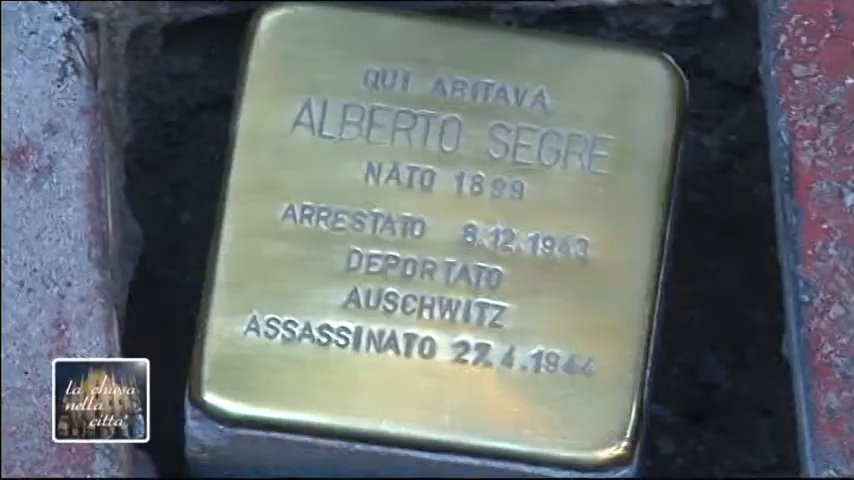 QUI ABITAVA
ALBERTO SEGRE
NATO 1899
ARRESTATO 8.12.1943
DEPORTATO
AUSCHWITZ
ASSASSINATO 27.4.1944
la chiesa
nella
citta'